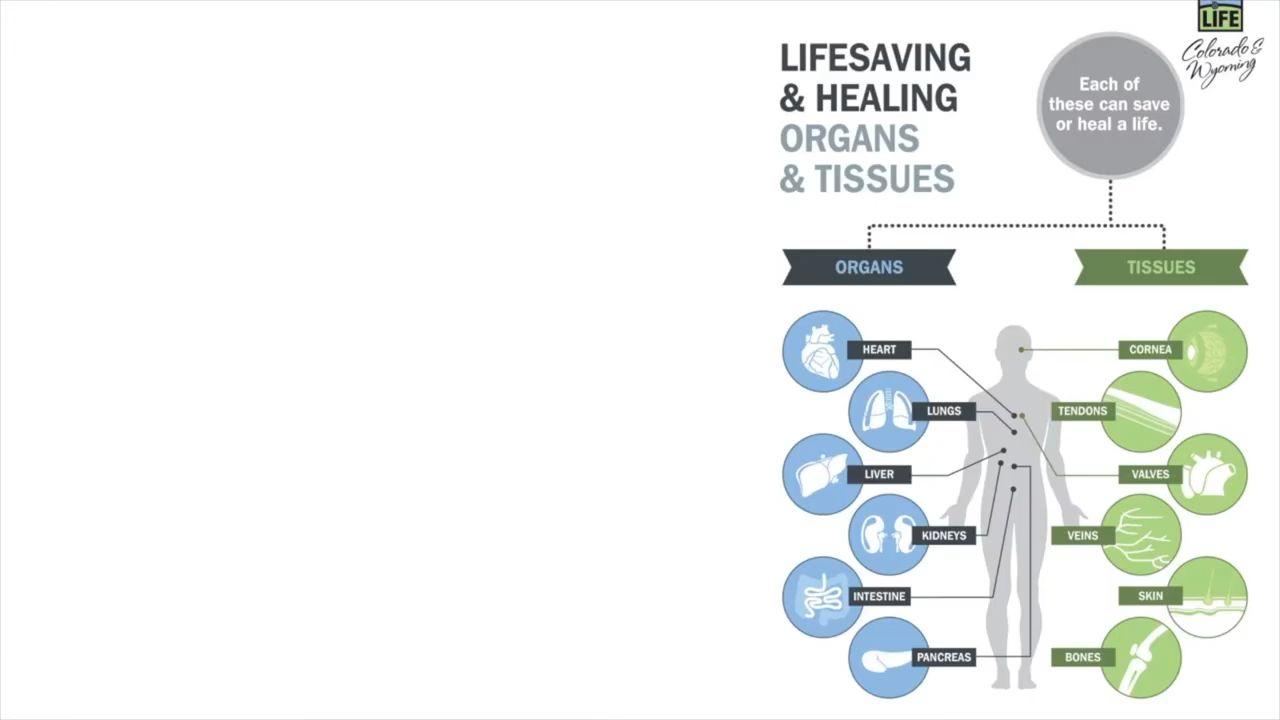 LIFE
Colorado &
Wyoming
LIFESAVING
& HEALING
ORGANS
& TISSUES
Each of
these can save
or heal a life.
ORGANS
TISSUES
HEART
CORNEA
LUNGS
TENDONS
LIVER
VALVES
KIDNEYS
VEINS
INTESTINE
SKIN
PANCREAS
BONES